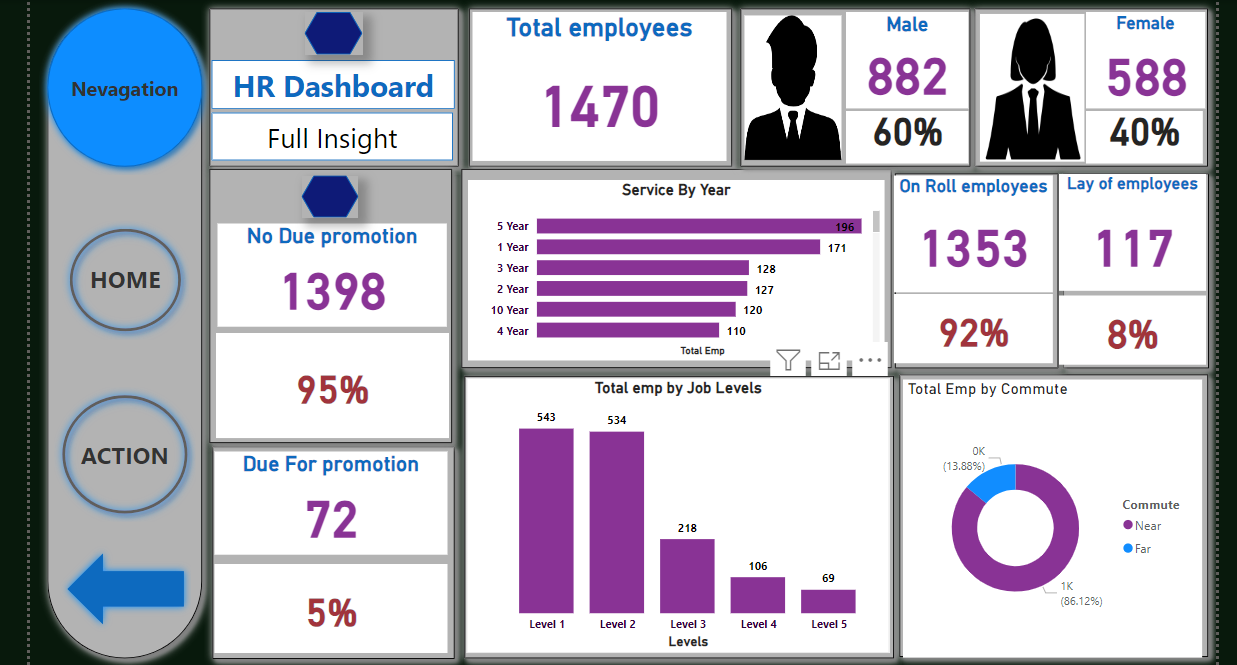 Nevagation
HOME
ACTION
HR Dashboard
Full Insight
Total employees
1470
Male
882
60%
Female
588
40%
No Due promotion
1398
95%
Due For promotion
72
5%
Service By Year
5 Year 196
1 Year 171
3 Year 128
2 Year 127
10 Year 120
4 Year 110
Total Emp
On Roll employees
1353
92%
Lay of employees
117
8%
Total emp by Job Levels
543
534
218
106
69
Level 1 Level 2 Level 3 Level 4 Level 5
Levels
Total Emp by Commute
0K
(13.88%)
1K
(86.12%)
Commute
Near
Far